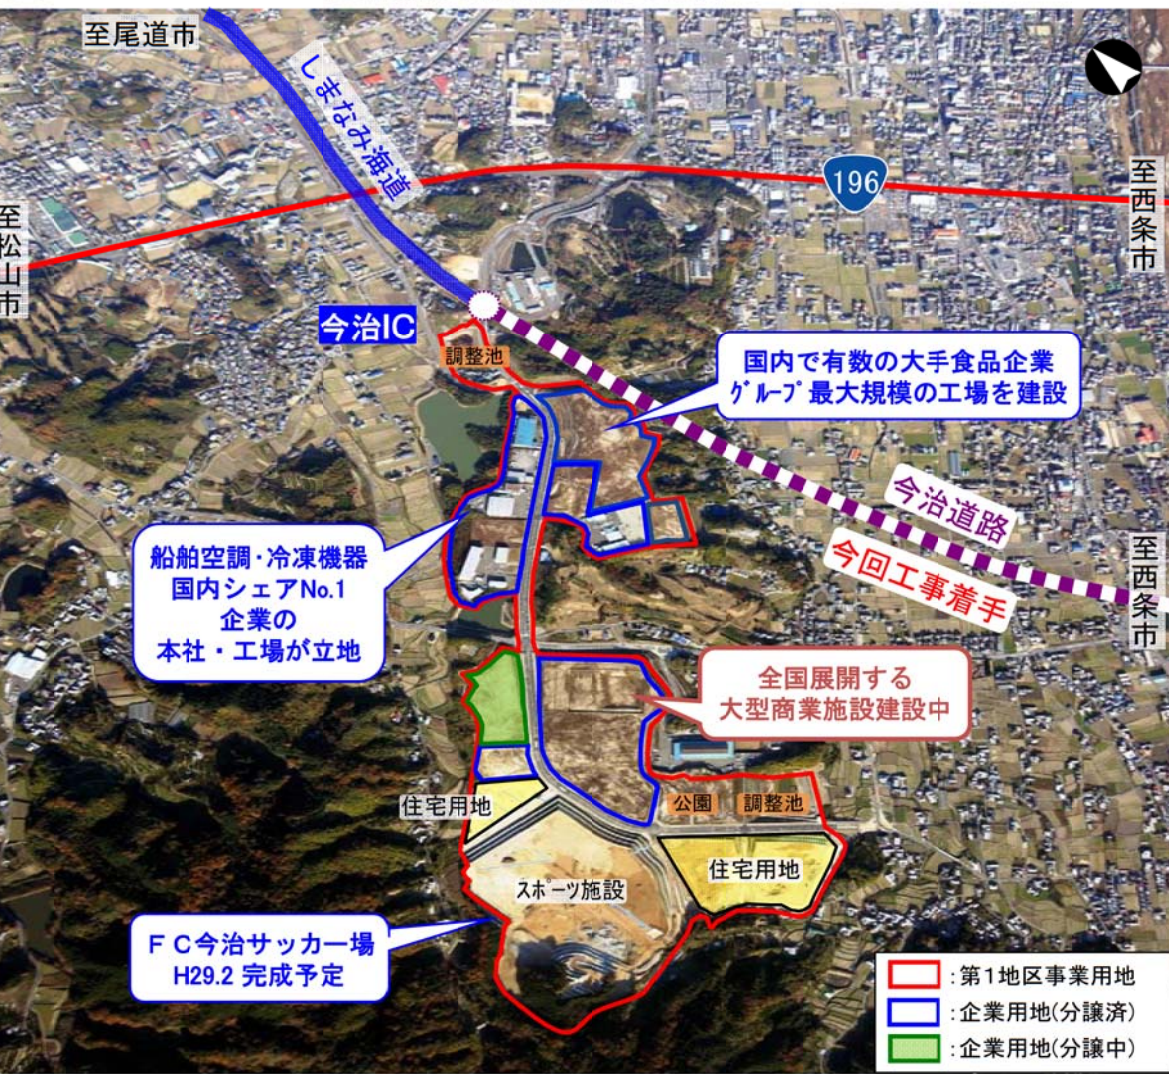 至尾道市
しまなみ海道
196
至西条市
至松山市
今治IC
調整池
国内で有数の大手食品企業
グループ最大規模の工場を建設
今治道路
今回工事着手
至西条市
船舶空調・冷凍機器
国内シェアNo.1
企業の
本社・工場が立地
全国展開する
大型商業施設建設中
住宅用地
公園
調整池
住宅用地
スポーツ施設
ＦＣ今治サッカー場
H29.2 完成予定
:第1地区事業用地
:企業用地(分譲済)
:企業用地(分譲中)